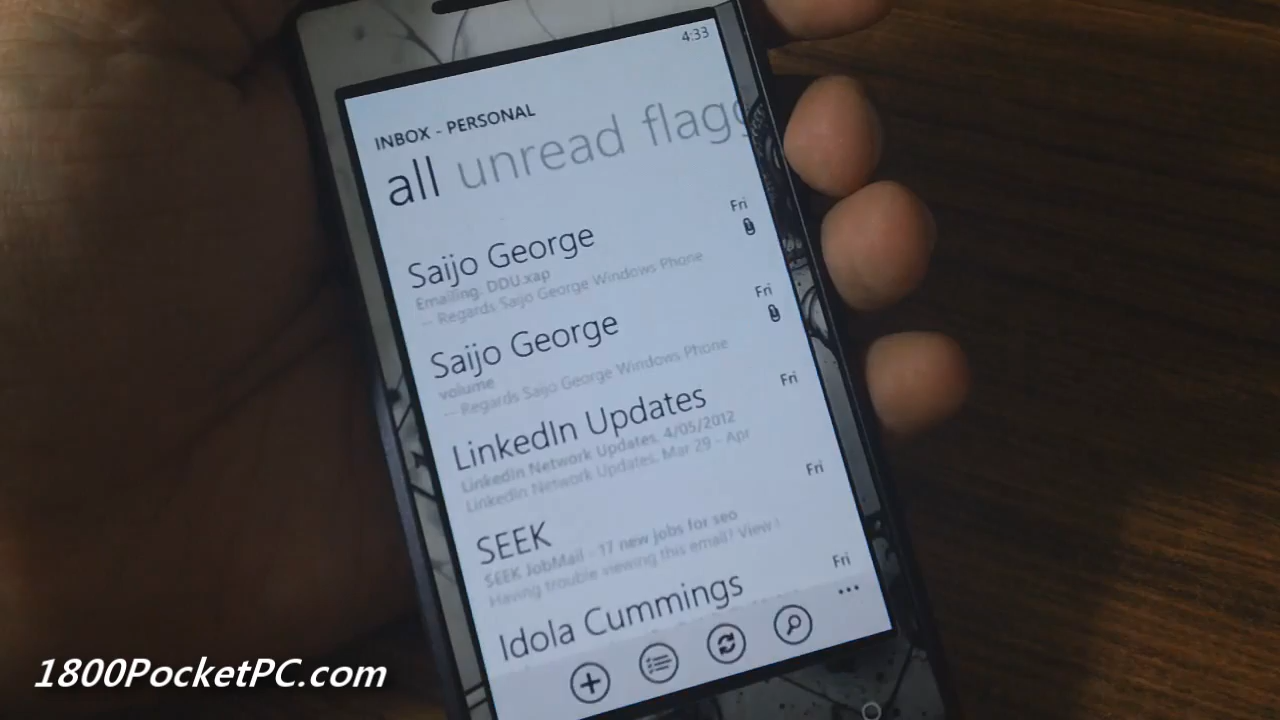 4:33
INBOX - PERSONAL
all unread flagg
Saijo George Fri
Emailing- DDU.xap
-- Regards Saijo George Windows Phone
Saijo George Fri
volume
-- Regards Saijo George Windows Phone
LinkedIn Updates Fri
LinkedIn Network Updates, 4/05/2012
LinkedIn Network Updates, Mar 29 - Apr
SEEK Fri
SEEK JobMail - 17 new jobs for seo
Having trouble viewing this email? View
Idola Cummings Fri
1800PocketPC.com